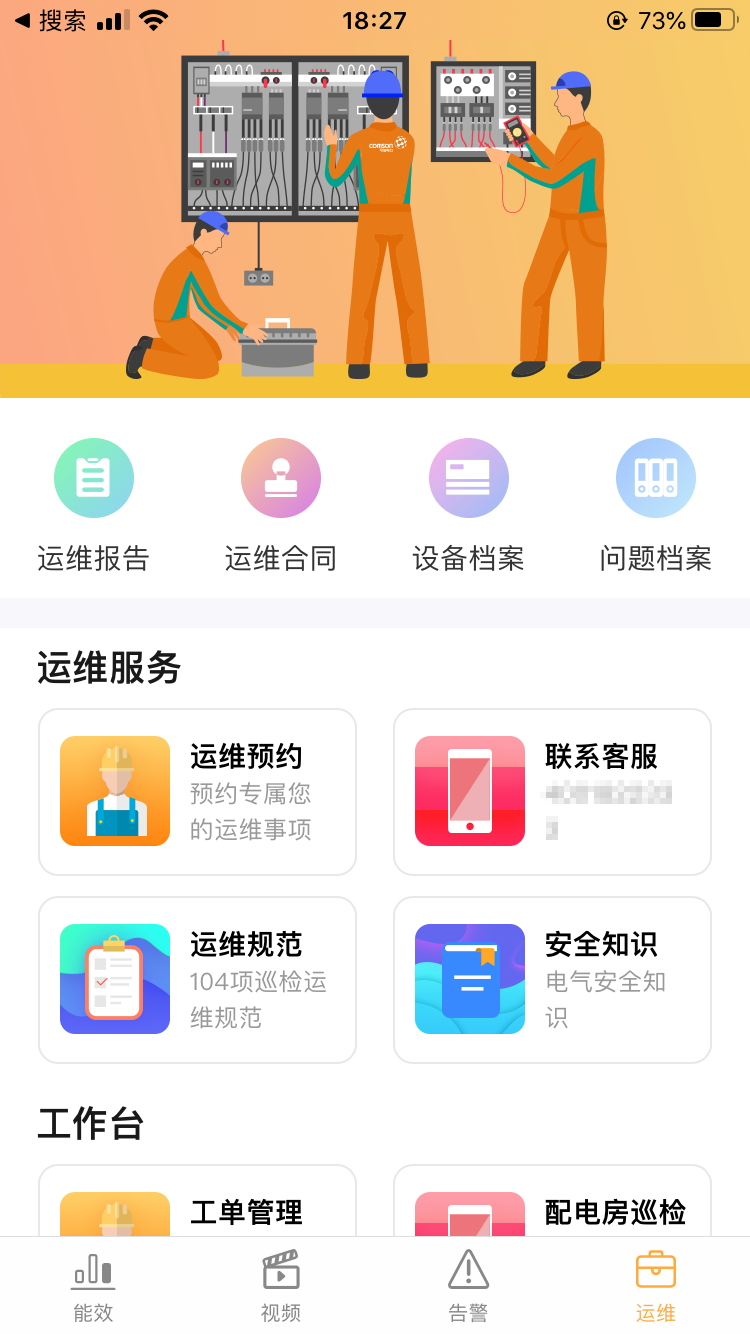 搜索
18:27
73%
comson
运维报告
运维合同
设备档案
问题档案
运维服务
运维预约
预约专属您
的运维事项
联系客服
运维规范
104项巡检运
维规范
安全知识
电气安全知
识
工作台
工单管理
配电房巡检
能效
视频
告警
运维